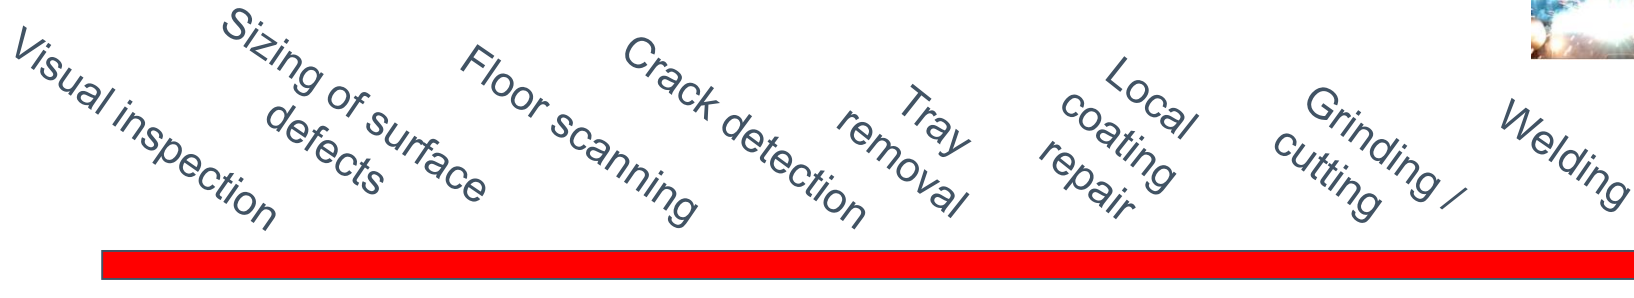 Visual inspection
Sizing of surface
defects
Floor scanning
Crack detection
Tray
removal
Local
coating
repair
Grinding /
cutting
Welding